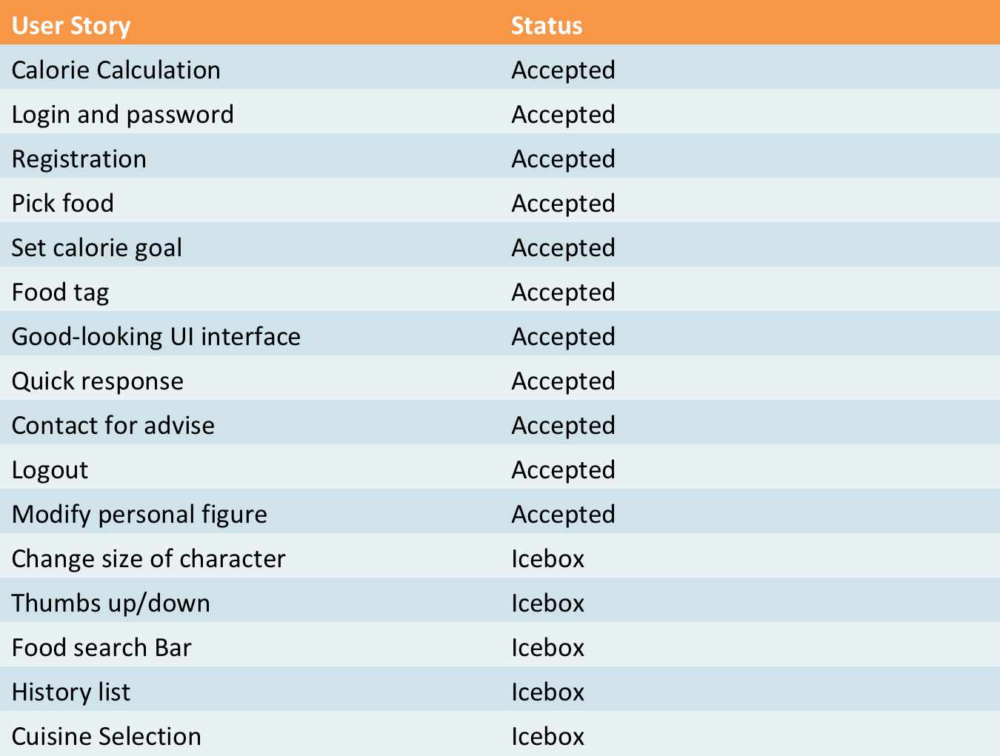 User Story Status
Calorie Calculation Accepted
Login and password Accepted
Registration Accepted
Pick food Accepted
Set calorie goal Accepted
Food tag Accepted
Good-looking UI interface Accepted
Quick response Accepted
Contact for advise Accepted
Logout Accepted
Modify personal figure Accepted
Change size of character Icebox
Thumbs up/down Icebox
Food search Bar Icebox
History list Icebox
Cuisine Selection Icebox